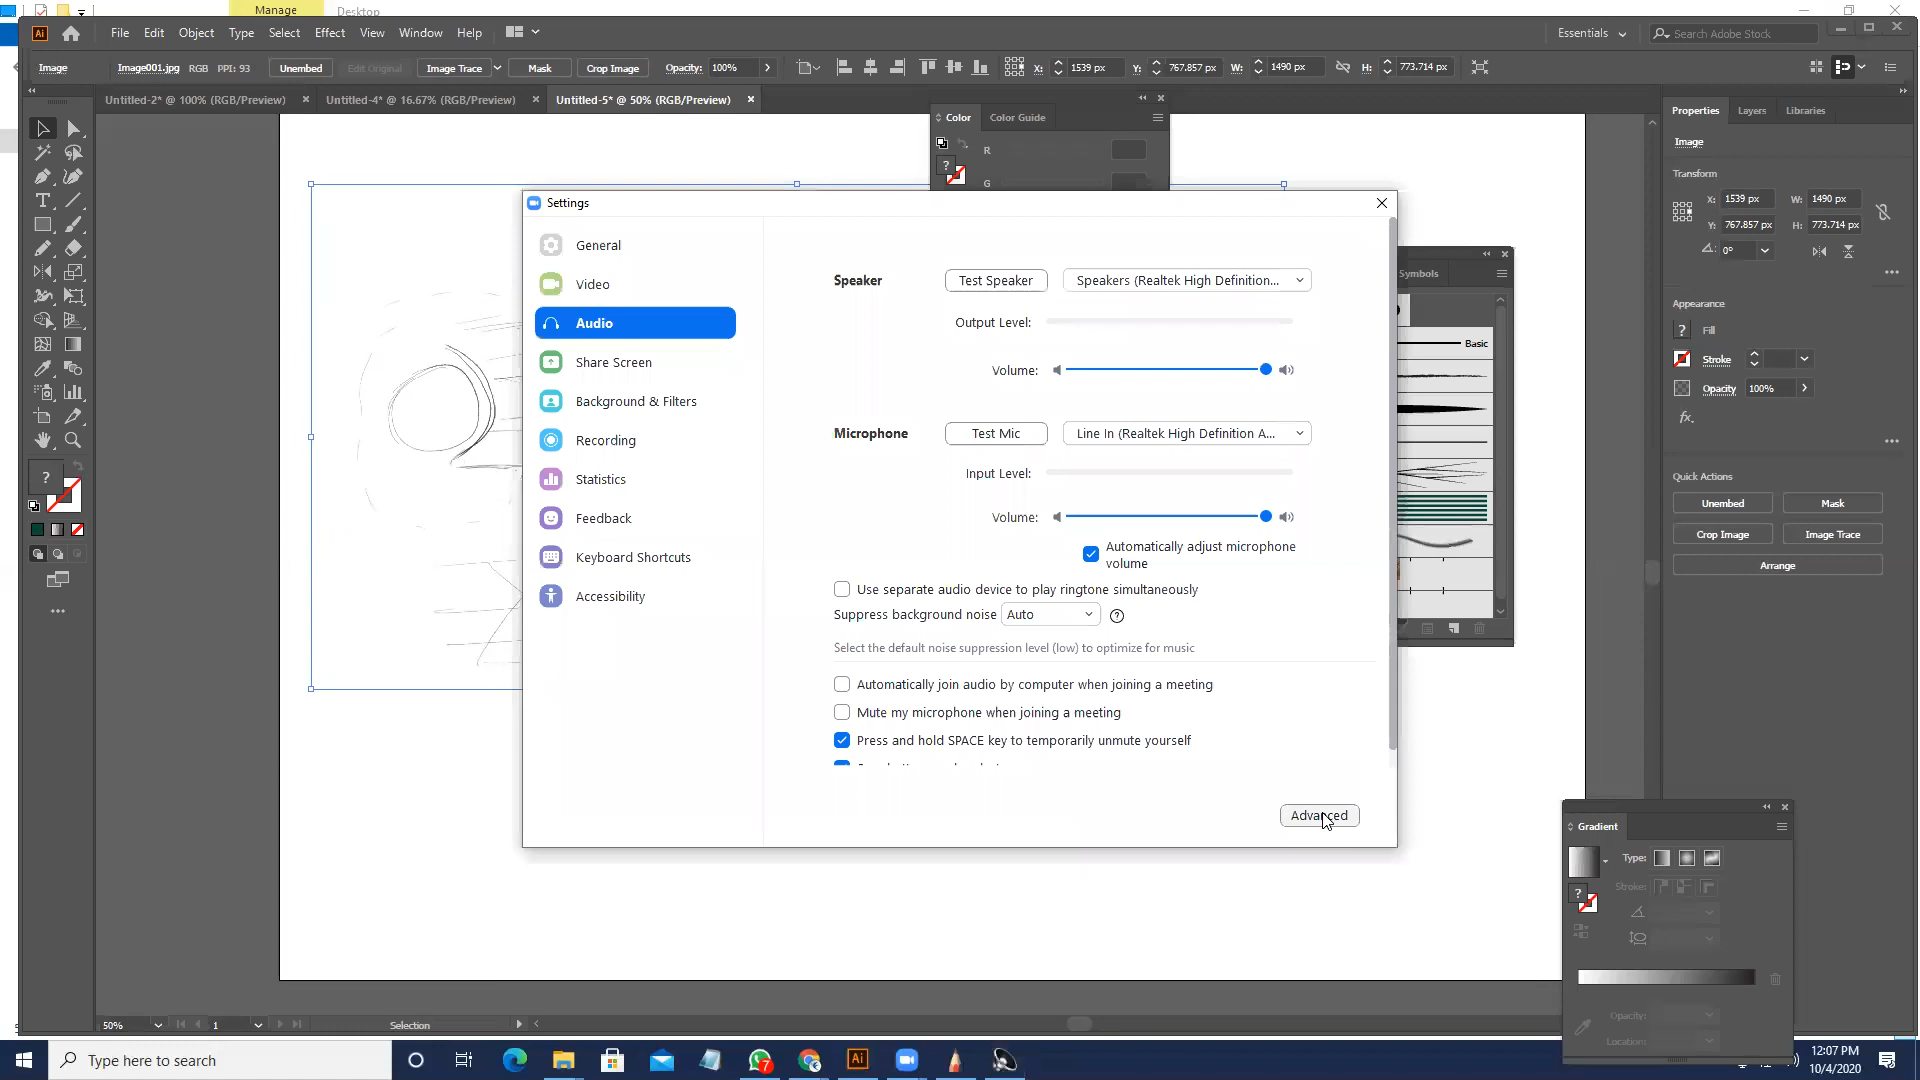 Manage
Desktop
File Edit Object Type Select Effect View Window Help
Essentials
Search Adobe Stock
Image
Image001.jpg
RGB PPI: 93
Unembed
Edit Original
Image Trace
Mask
Crop Image
Opacity: 100%
X: 1539 px
Y: 767.857 px
W: 1490 px
H: 773.714 px
Untitled-2* @ 100% (RGB/Preview)
Untitled-4* @ 16.67% (RGB/Preview)
Untitled-5* @ 50% (RGB/Preview)
Color
Color Guide
R
G
Properties
Layers
Libraries
Image
Transform
X: 1539 px
W: 1490 px
Y: 767.857 px
H: 773.714 px
0°
Appearance
? Fill
Stroke
Opacity 100%
fx.
Quick Actions
Unembed
Mask
Crop Image
Image Trace
Arrange
Symbols
Basic
Settings
General
Video
Audio
Share Screen
Background & Filters
Recording
Statistics
Feedback
Keyboard Shortcuts
Accessibility
Speaker
Test Speaker
Speakers (Realtek High Definition...
Output Level:
Volume:
Microphone
Test Mic
Line In (Realtek High Definition A...
Input Level:
Volume:
Automatically adjust microphone
volume
Use separate audio device to play ringtone simultaneously
Suppress background noise
Auto
Select the default noise suppression level (low) to optimize for music
Automatically join audio by computer when joining a meeting
Mute my microphone when joining a meeting
Press and hold SPACE key to temporarily unmute yourself
Advanced
Gradient
Type:
Stroke:
Opacity:
Location:
50%
1
Selection
Type here to search
7
Ai
12:07 PM
10/4/2020